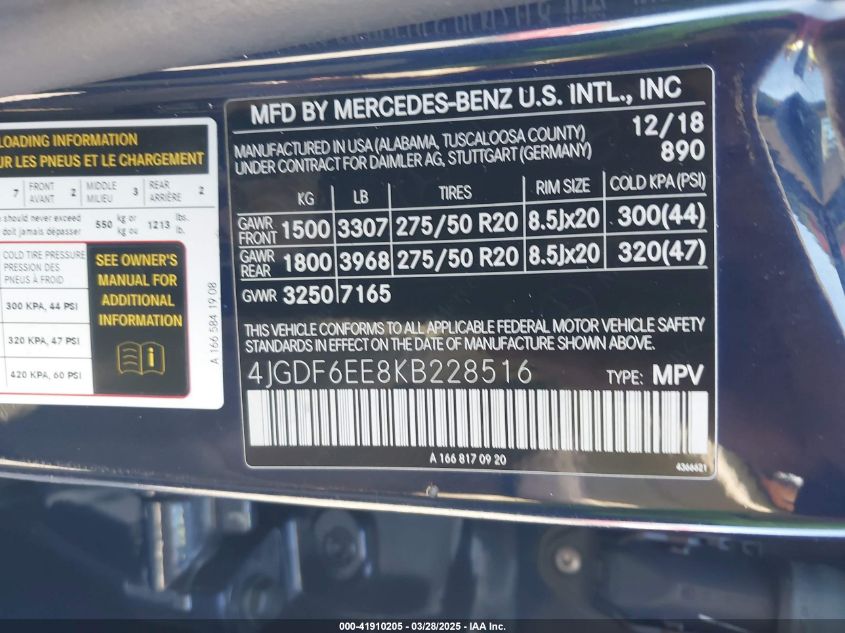 MFD BY MERCEDES-BENZ U.S. INTL., INC
MANUFACTURED IN USA (ALABAMA, TUSCALOOSA COUNTY)
UNDER CONTRACT FOR DAIMLER AG, STUTTGART (GERMANY)
12/18
890
KG LB TIRES RIM SIZE COLD KPA (PSI)
GAWR FRONT 1500 3307 275/50 R20 8.5Jx20 300(44)
GAWR REAR 1800 3968 275/50 R20 8.5Jx20 320(47)
GVWR 3250 7165
THIS VEHICLE CONFORMS TO ALL APPLICABLE FEDERAL MOTOR VEHICLE SAFETY
STANDARDS IN EFFECT ON THE DATE OF MANUFACTURE SHOWN ABOVE.
4JGDF6EE8KB228516 TYPE: MPV
A 166 817 09 20
4366621
LOADING INFORMATION
UR LES PNEUS ET LE CHARGEMENT
7 FRONT AVANT 2 MIDDLE MILIEU 3 REAR ARRIÈRE 2
should never exceed 550 kg or 1213 lbs.
doit jamais dépasser kg ou lb.
COLD TIRE PRESSURE
PRESSION DES
PNEUS À FROID
300 KPA, 44 PSI
320 KPA, 47 PSI
420 KPA, 60 PSI
SEE OWNER'S
MANUAL FOR
ADDITIONAL
INFORMATION
A 166 584 19 08
000-41910205 - 03/28/2025 - IAA Inc.